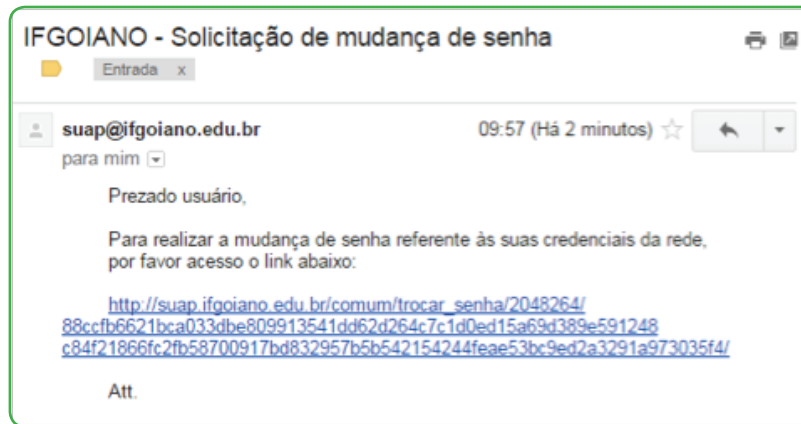 IFGOIANO - Solicitação de mudança de senha
Entrada x
suap@ifgoiano.edu.br 09:57 (Há 2 minutos)
para mim
Prezado usuário,
Para realizar a mudança de senha referente às suas credenciais da rede,
por favor acesso o link abaixo:
http://suap.ifgoiano.edu.br/comum/trocar_senha/2048264/
88ccfb6621bca033dbe809913541dd62d264c7c1d0ed15a69d389e591248
c84f21866fc2fb58700917bd832957b5b542154244feae53bc9ed2a3291a973035f4/
Att.